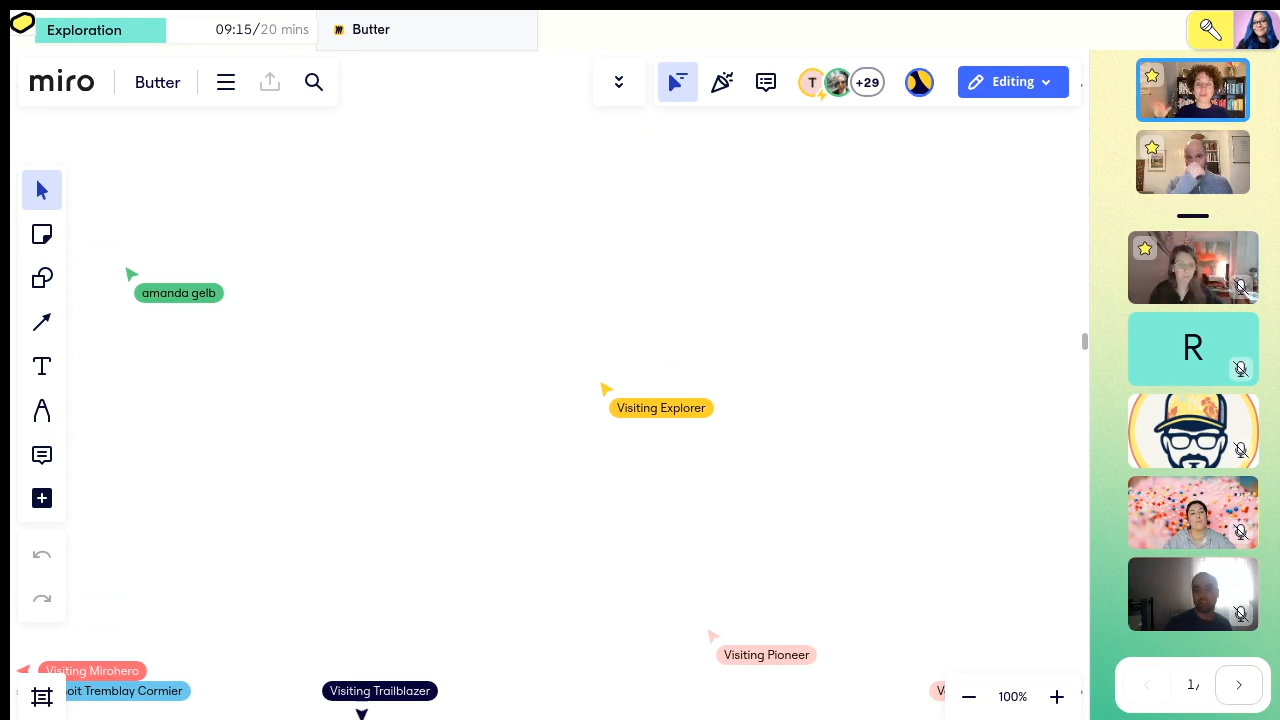 Exploration
09:15/20 mins
Butter
miro
Butter
T
+29
Editing
amanda gelb
R
Visiting Explorer
Visiting Pioneer
Visiting Mirohero
oit Tremblay Cormier
Visiting Trailblazer
100%
1/